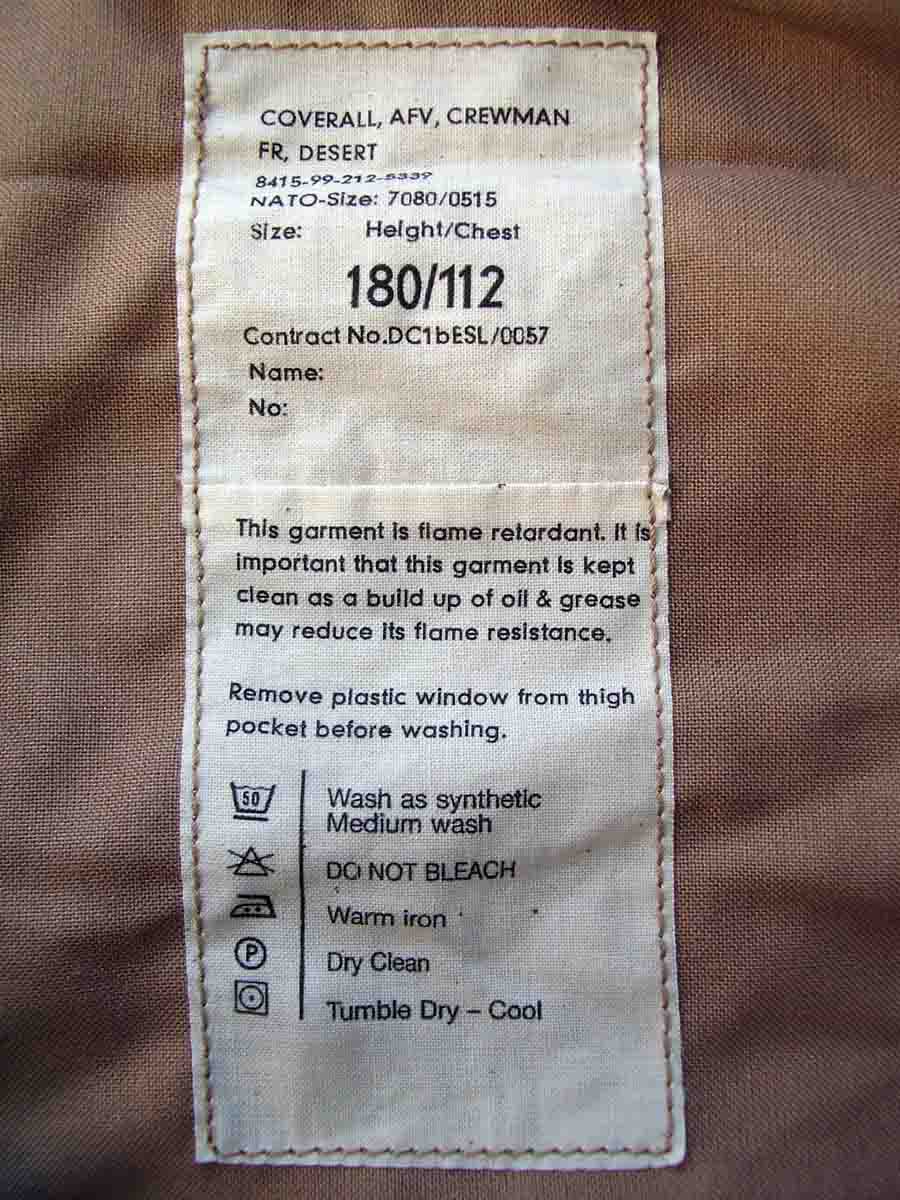 COVERALL, AFV, CREWMAN
FR, DESERT
8415-99-212-5339
NATO-Size: 7080/0515
Size: Height/Chest
180/112
Contract No.DC1bESL/0057
Name:
No:
This garment is flame retardant. It is
important that this garment is kept
clean as a build up of oil & grease
may reduce its flame resistance.
Remove plastic window from thigh
pocket before washing.
50 Wash as synthetic
Medium wash
DO NOT BLEACH
Warm iron
P Dry Clean
Tumble Dry – Cool